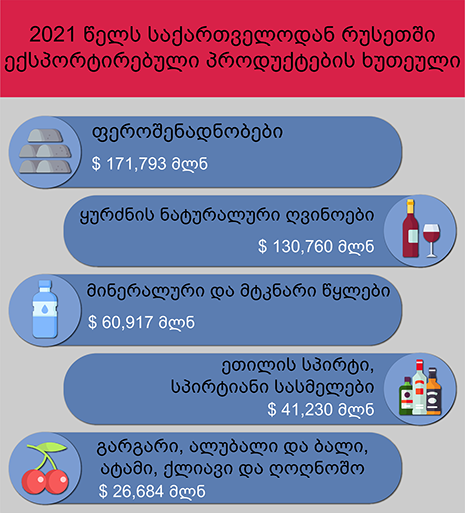 2021 წელს საქართველოდან რუსეთში
ექსპორტირებული პროდუქტების ხუთეული
ფეროშენადნობები
$ 171,793 მლნ
ყურძნის ნატურალური ღვინოები
$ 130,760 მლნ
მინერალური და მტკნარი წყლები
$ 60,917 მლნ
ეთილის სპირტი,
სპირტიანი სასმელები
$ 41,230 მლნ
გარგარი, ალუბალი და ბალი,
ატამი, ქლიავი და ღოღნოშო
$ 26,684 მლნ